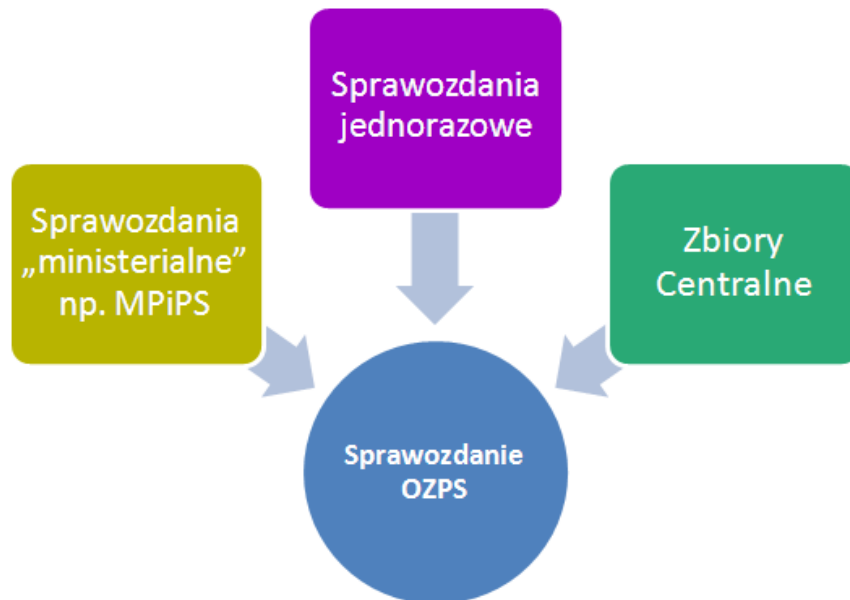 Sprawozdania
jednorazowe
Sprawozdania
„ministerialne”
np. MPiPS
Zbiory
Centralne
Sprawozdanie
OZPS